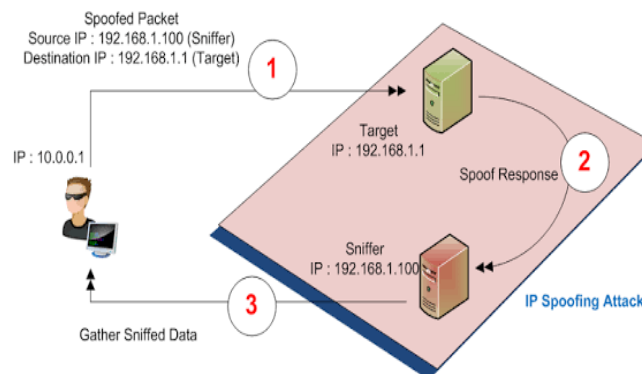 Spoofed Packet
Source IP : 192.168.1.100 (Sniffer)
Destination IP : 192.168.1.1 (Target)
1
IP : 10.0.0.1
Target
IP : 192.168.1.1
2
Spoof Response
Sniffer
IP : 192.168.1.100
3
Gather Sniffed Data
IP Spoofing Attack